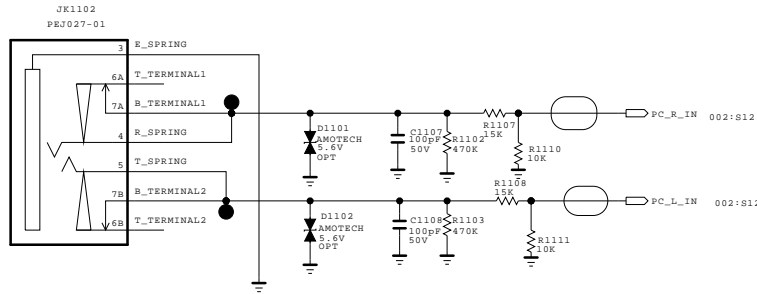 JK1102
PEJ027-01
3 E_SPRING
6A T_TERMINAL1
7A B_TERMINAL1
4 R_SPRING
5 T_SPRING
7B B_TERMINAL2
6B T_TERMINAL2
D1101
AMOTECH
5.6V
OPT
C1107
100pF
50V
R1102
470K
R1107
15K
R1110
10K
PC_R_IN 002:S12
D1102
AMOTECH
5.6V
OPT
C1108
100pF
50V
R1103
470K
R1108
15K
R1111
10K
PC_L_IN 002:S12